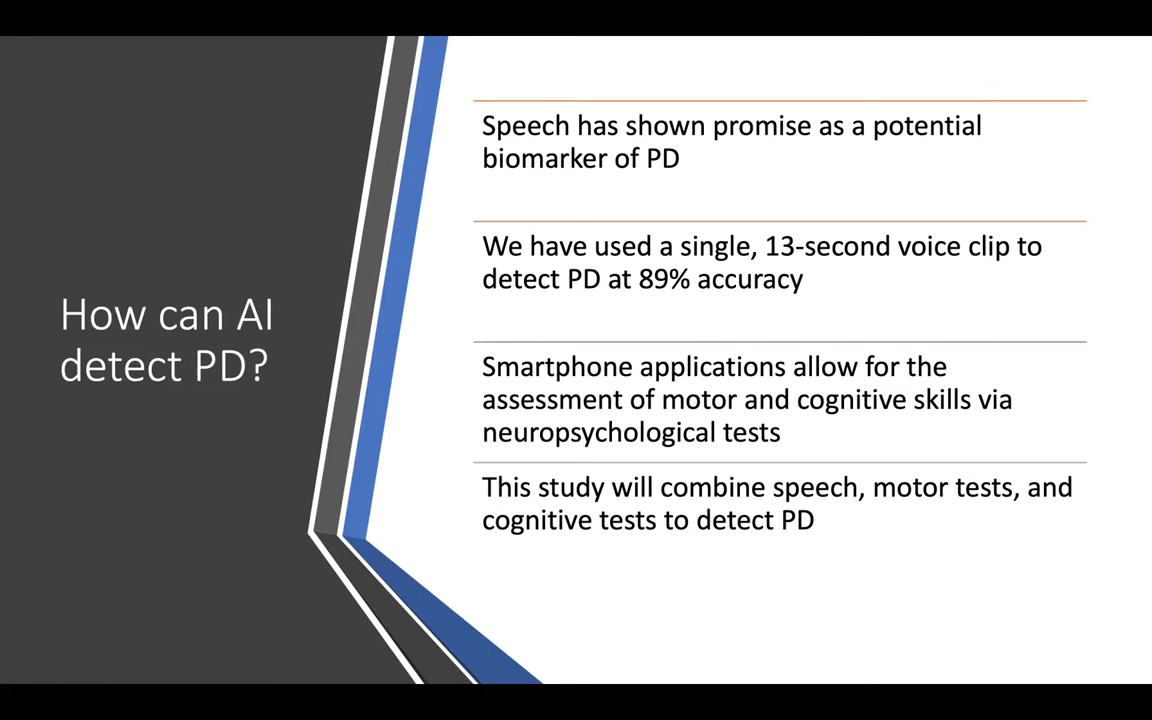 How can AI
detect PD?
Speech has shown promise as a potential
biomarker of PD
We have used a single, 13-second voice clip to
detect PD at 89% accuracy
Smartphone applications allow for the
assessment of motor and cognitive skills via
neuropsychological tests
This study will combine speech, motor tests, and
cognitive tests to detect PD